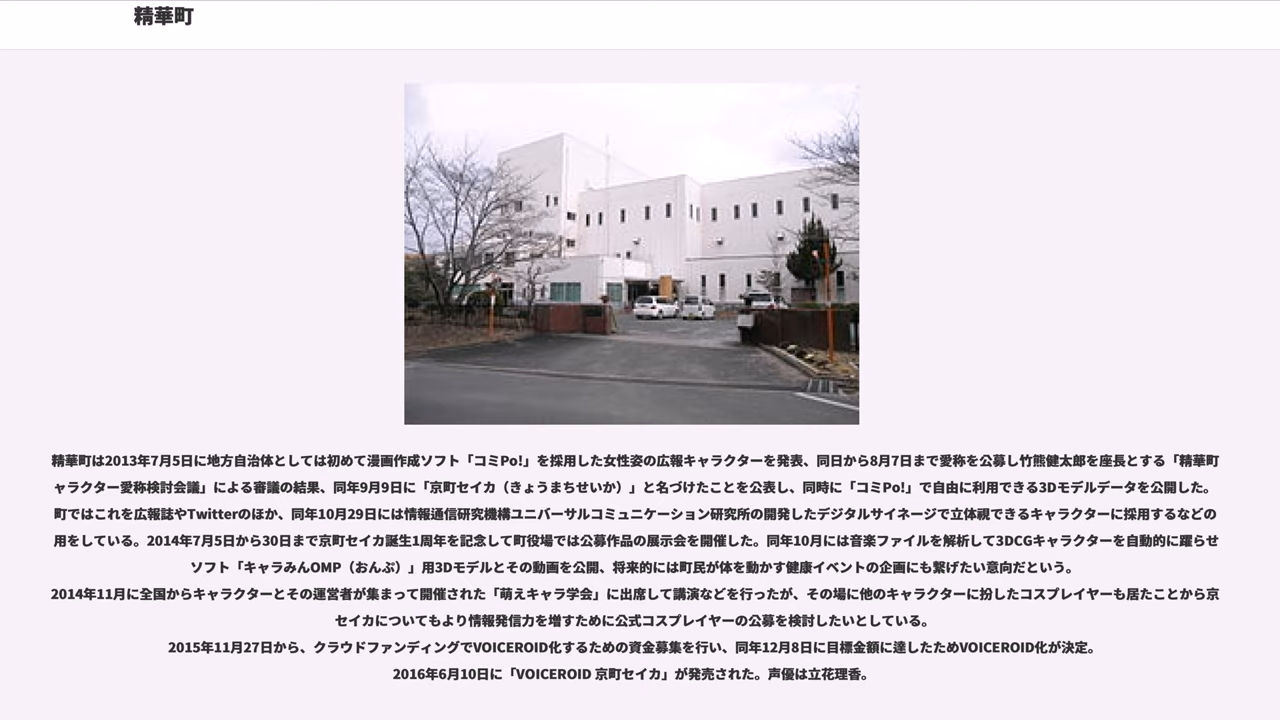 精華町
精華町は2013年7月5日に地方自治体としては初めて漫画作成ソフト「コミPo!」を採用した女性姿の広報キャラクターを発表、同日から8月7日まで愛称を公募し竹熊健太郎を座長とする「精華町
ャラクター愛称検討会議」による審議の結果、同年9月9日に「京町セイカ（きょうまちせいか）」と名づけたことを公表し、同時に「コミPo!」で自由に利用できる3Dモデルデータを公開した。
町ではこれを広報誌やTwitterのほか、同年10月29日には情報通信研究機構ユニバーサルコミュニケーション研究所の開発したデジタルサイネージで立体視できるキャラクターに採用するなどの
用をしている。2014年7月5日から30日まで京町セイカ誕生1周年を記念して町役場では公募作品の展示会を開催した。同年10月には音楽ファイルを解析して3DCGキャラクターを自動的に躍らせ
ソフト「キャラみんOMP（おんぷ）」用3Dモデルとその動画を公開、将来的には町民が体を動かす健康イベントの企画にも繋げたい意向だという。
2014年11月に全国からキャラクターとその運営者が集まって開催された「萌えキャラ学会」に出席して講演などを行ったが、その場に他のキャラクターに扮したコスプレイヤーも居たことから京
セイカについてもより情報発信力を増すために公式コスプレイヤーの公募を検討したいとしている。
2015年11月27日から、クラウドファンディングでVOICEROID化するための資金募集を行い、同年12月8日に目標金額に達したためVOICEROID化が決定。
2016年6月10日に「VOICEROID 京町セイカ」が発売された。声優は立花理香。